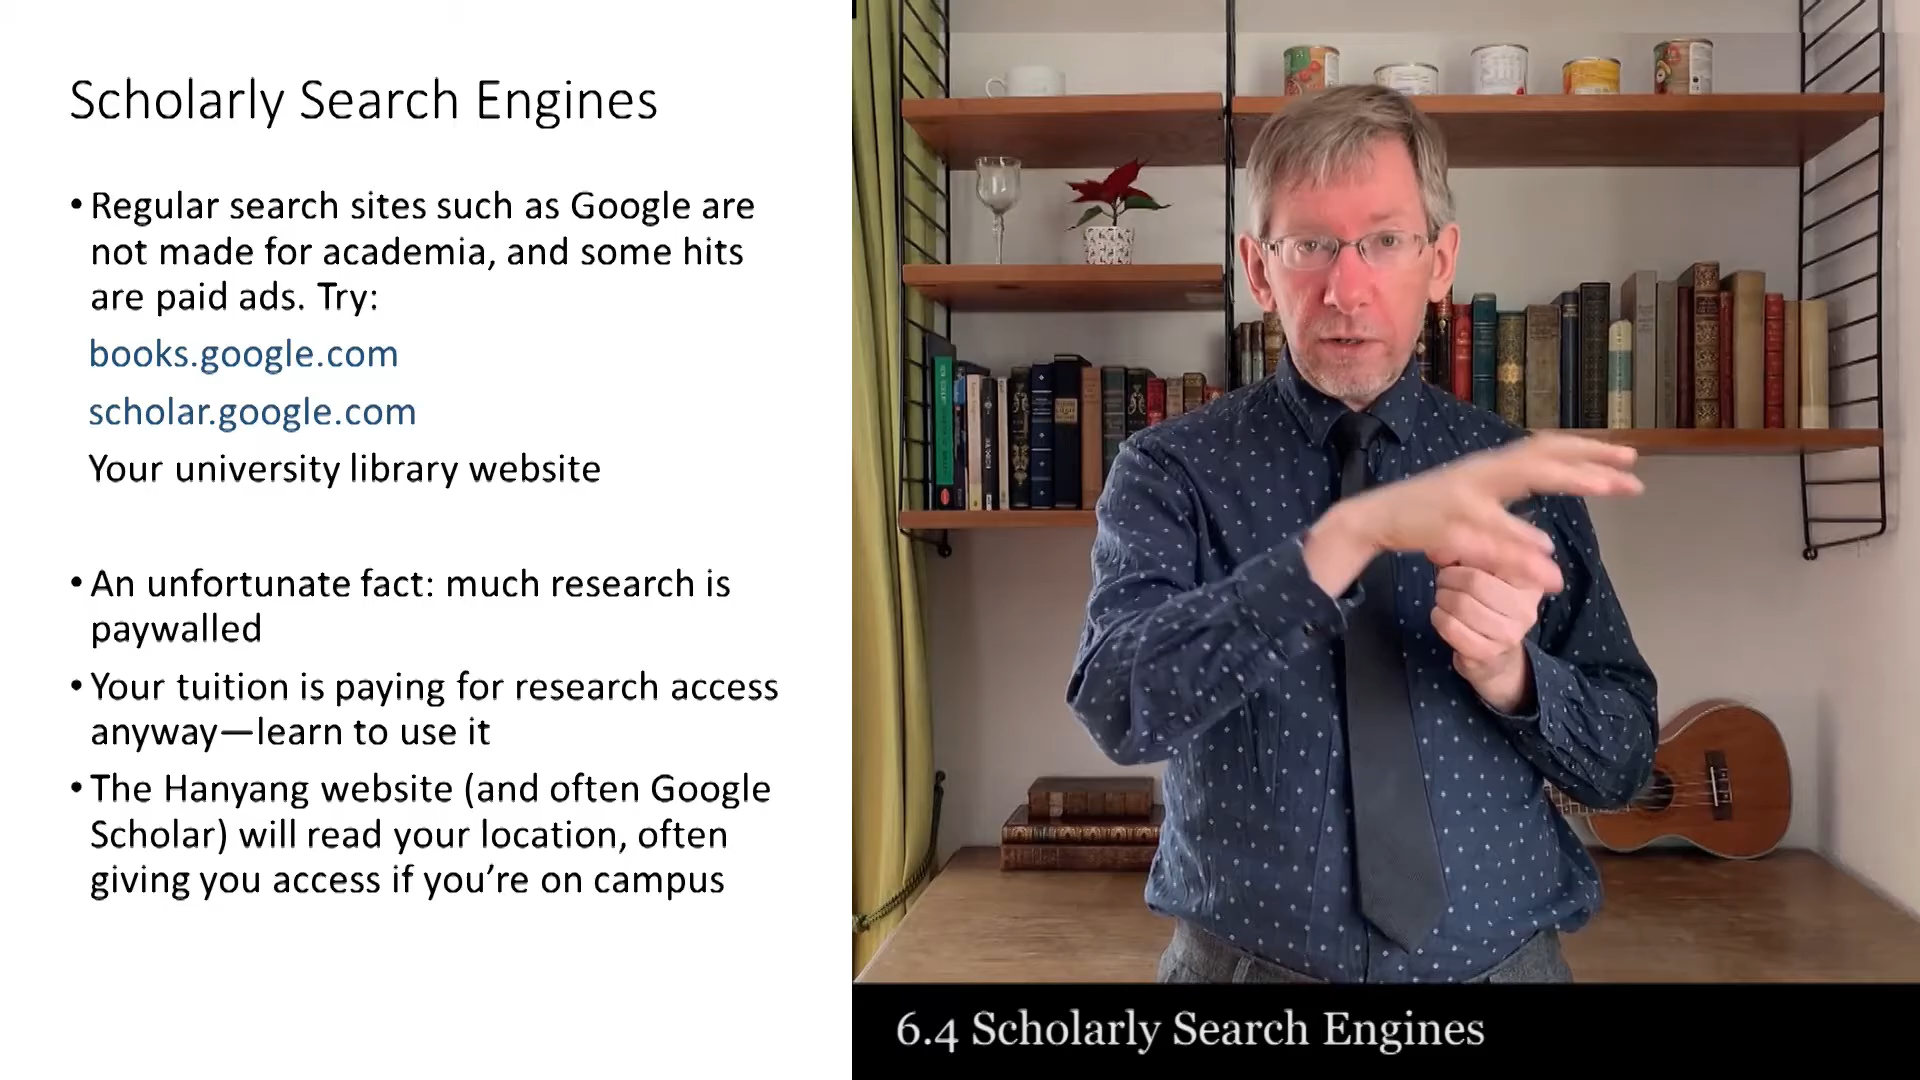 Scholarly Search Engines
• Regular search sites such as Google are
not made for academia, and some hits
are paid ads. Try:
books.google.com
scholar.google.com
Your university library website
• An unfortunate fact: much research is
paywalled
• Your tuition is paying for research access
anyway—learn to use it
• The Hanyang website (and often Google
Scholar) will read your location, often
giving you access if you’re on campus
6.4 Scholarly Search Engines